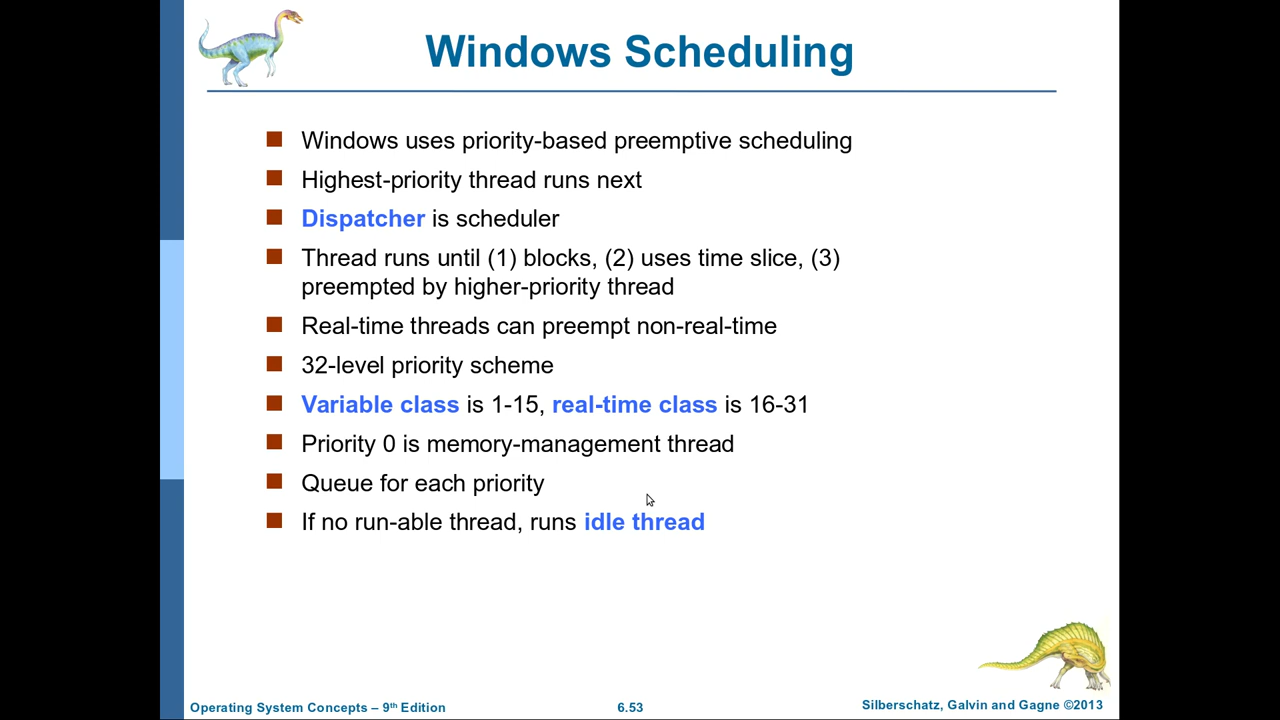 Windows Scheduling
Windows uses priority-based preemptive scheduling
Highest-priority thread runs next
Dispatcher is scheduler
Thread runs until (1) blocks, (2) uses time slice, (3)
preempted by higher-priority thread
Real-time threads can preempt non-real-time
32-level priority scheme
Variable class is 1-15, real-time class is 16-31
Priority 0 is memory-management thread
Queue for each priority
If no run-able thread, runs idle thread
Operating System Concepts – 9th Edition
6.53
Silberschatz, Galvin and Gagne ©2013